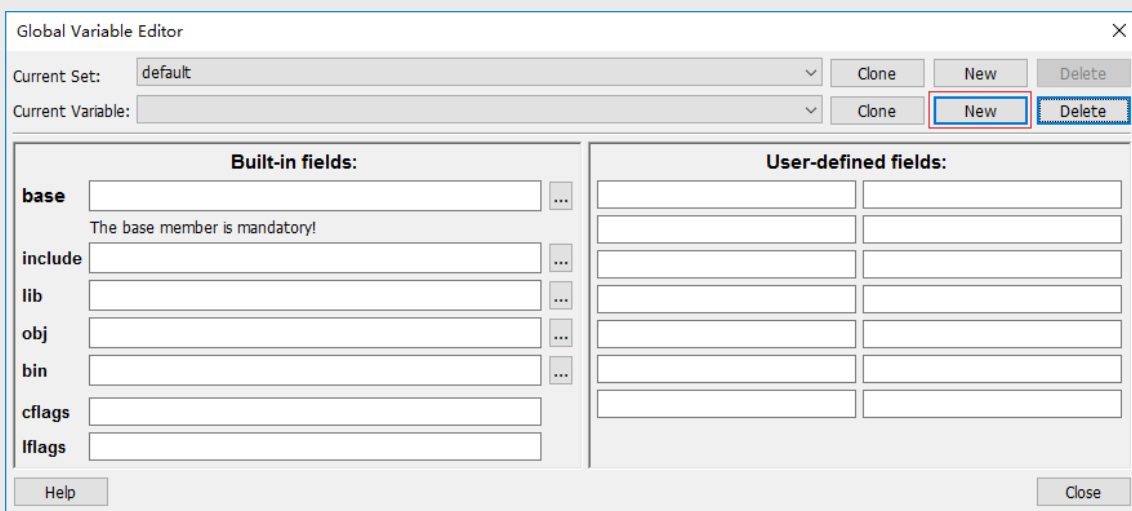 Global Variable Editor
Current Set: default Clone New Delete
Current Variable: Clone New Delete
Built-in fields: User-defined fields:
base ...
The base member is mandatory!
include ...
lib ...
obj ...
bin ...
cflags
lflags
Help Close